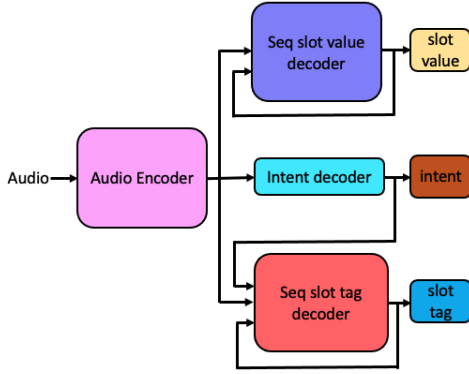 Seq slot value
decoder
slot
value
Audio
Audio Encoder
Intent decoder
intent
Seq slot tag
decoder
slot
tag